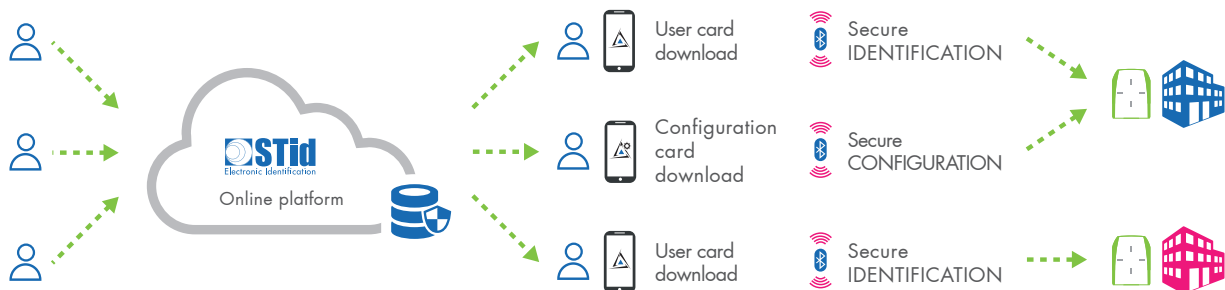 STid
Electronic Identification
Online platform
User card
download
Secure
IDENTIFICATION
Configuration
card
download
Secure
CONFIGURATION
User card
download
Secure
IDENTIFICATION